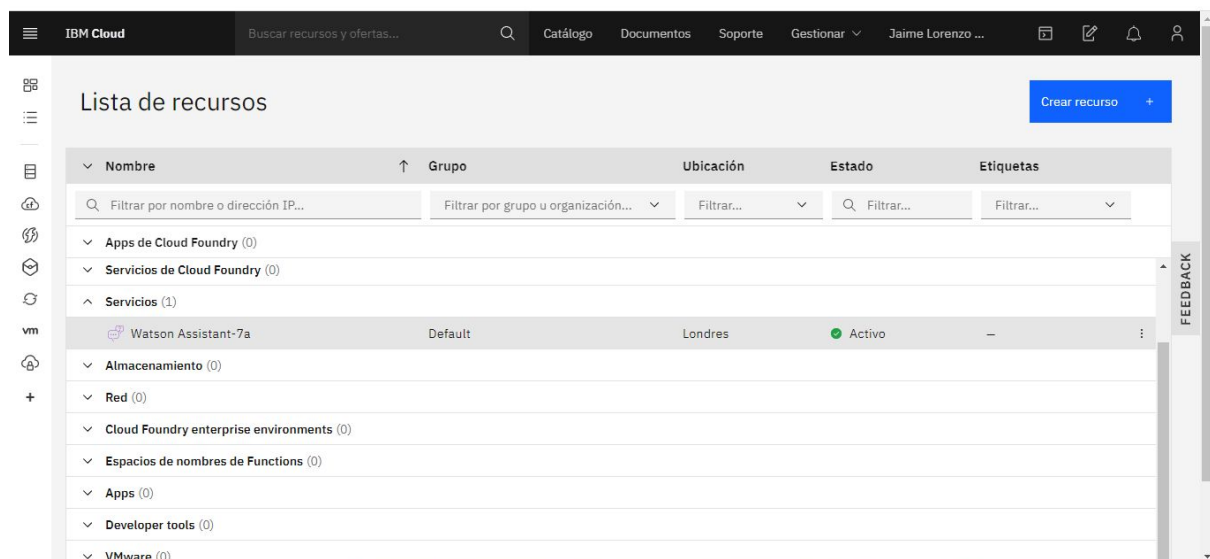 IBM Cloud Buscar recursos y ofertas... Catálogo Documentos Soporte Gestionar Jaime Lorenzo ...
Lista de recursos
Crear recurso +
Nombre Grupo Ubicación Estado Etiquetas
Filtrar por nombre o dirección IP... Filtrar por grupo u organización... Filtrar... Filtrar... Filtrar...
Apps de Cloud Foundry (0)
Servicios de Cloud Foundry (0)
Servicios (1)
Watson Assistant-7a Default Londres Activo –
Almacenamiento (0)
Red (0)
Cloud Foundry enterprise environments (0)
Espacios de nombres de Functions (0)
Apps (0)
Developer tools (0)
VMware (0)
vm
FEEDBACK